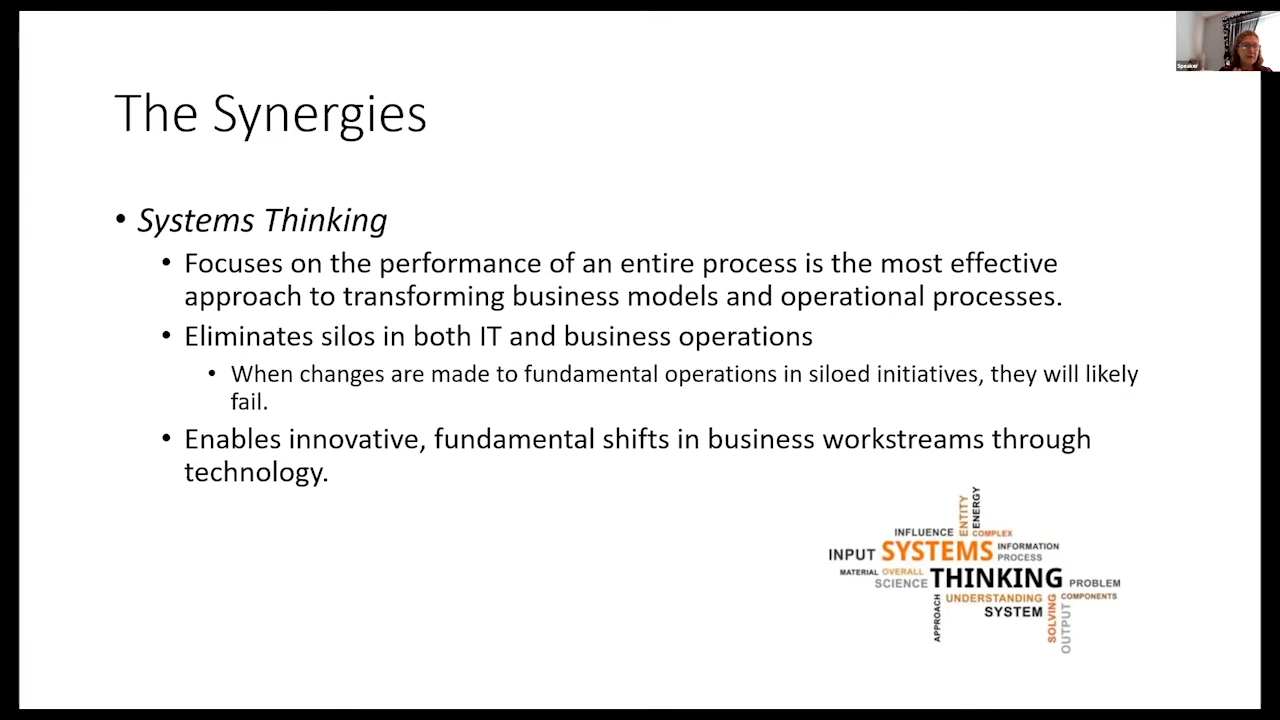 Speaker
The Synergies
• Systems Thinking
• Focuses on the performance of an entire process is the most effective
approach to transforming business models and operational processes.
• Eliminates silos in both IT and business operations
• When changes are made to fundamental operations in siloed initiatives, they will likely
fail.
• Enables innovative, fundamental shifts in business workstreams through
technology.
ENTITY
ENERGY
INFLUENCE
COMPLEX
INPUT
SYSTEMS
INFORMATION
PROCESS
MATERIAL
OVERALL
SCIENCE
THINKING
PROBLEM
APPROACH
UNDERSTANDING
SYSTEM
SOLVING
COMPONENTS
OUTPUT